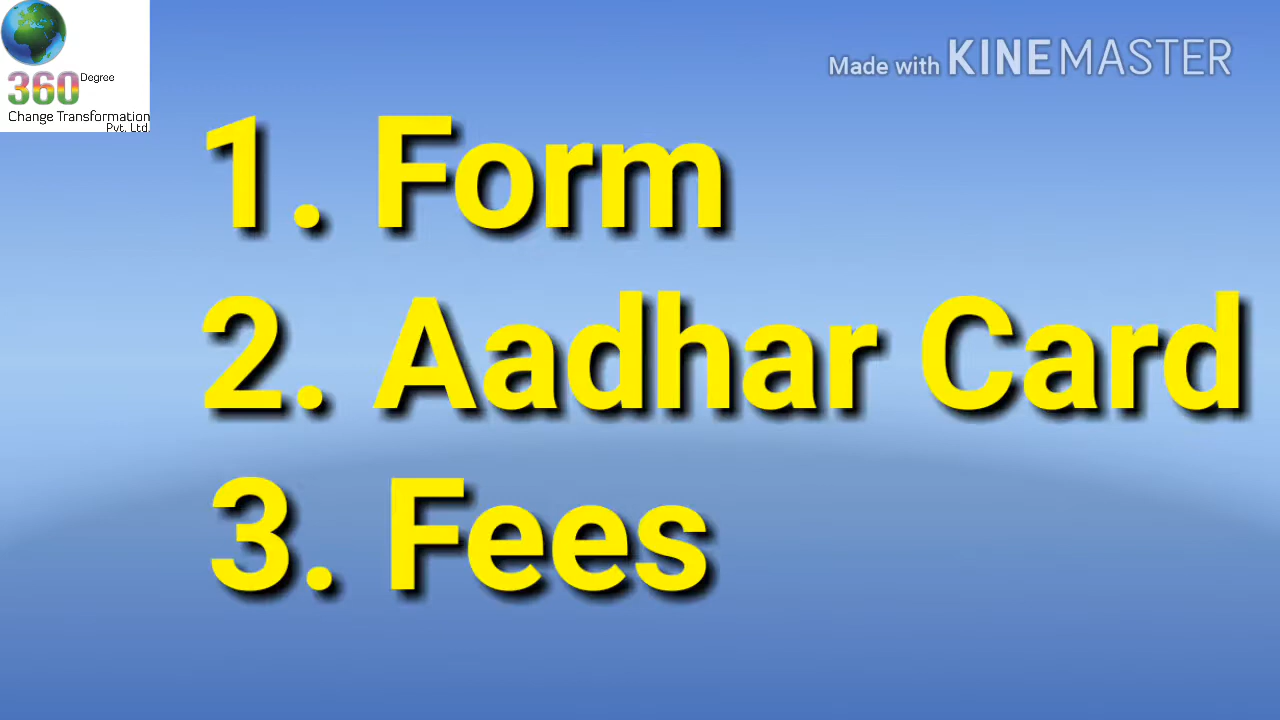 360 Degree
Change Transformation
Pvt. Ltd.
Made with KINEMASTER
1. Form
2. Aadhar Card
3. Fees